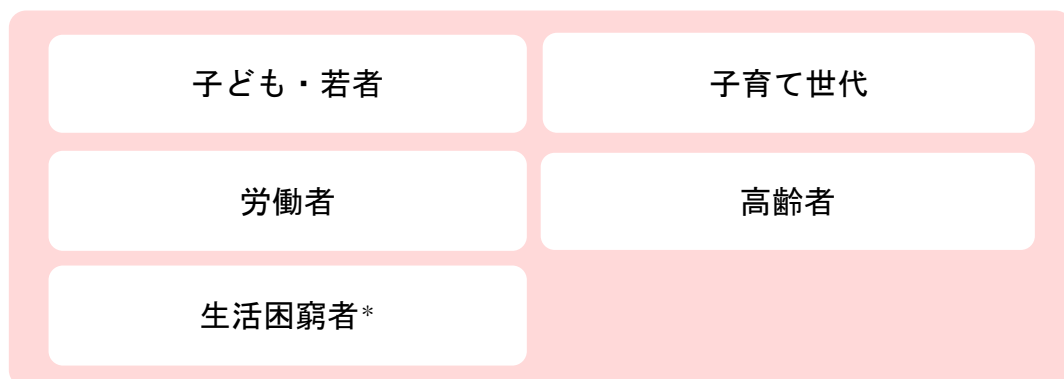 子ども・若者
子育て世代
労働者
高齢者
生活困窮者*